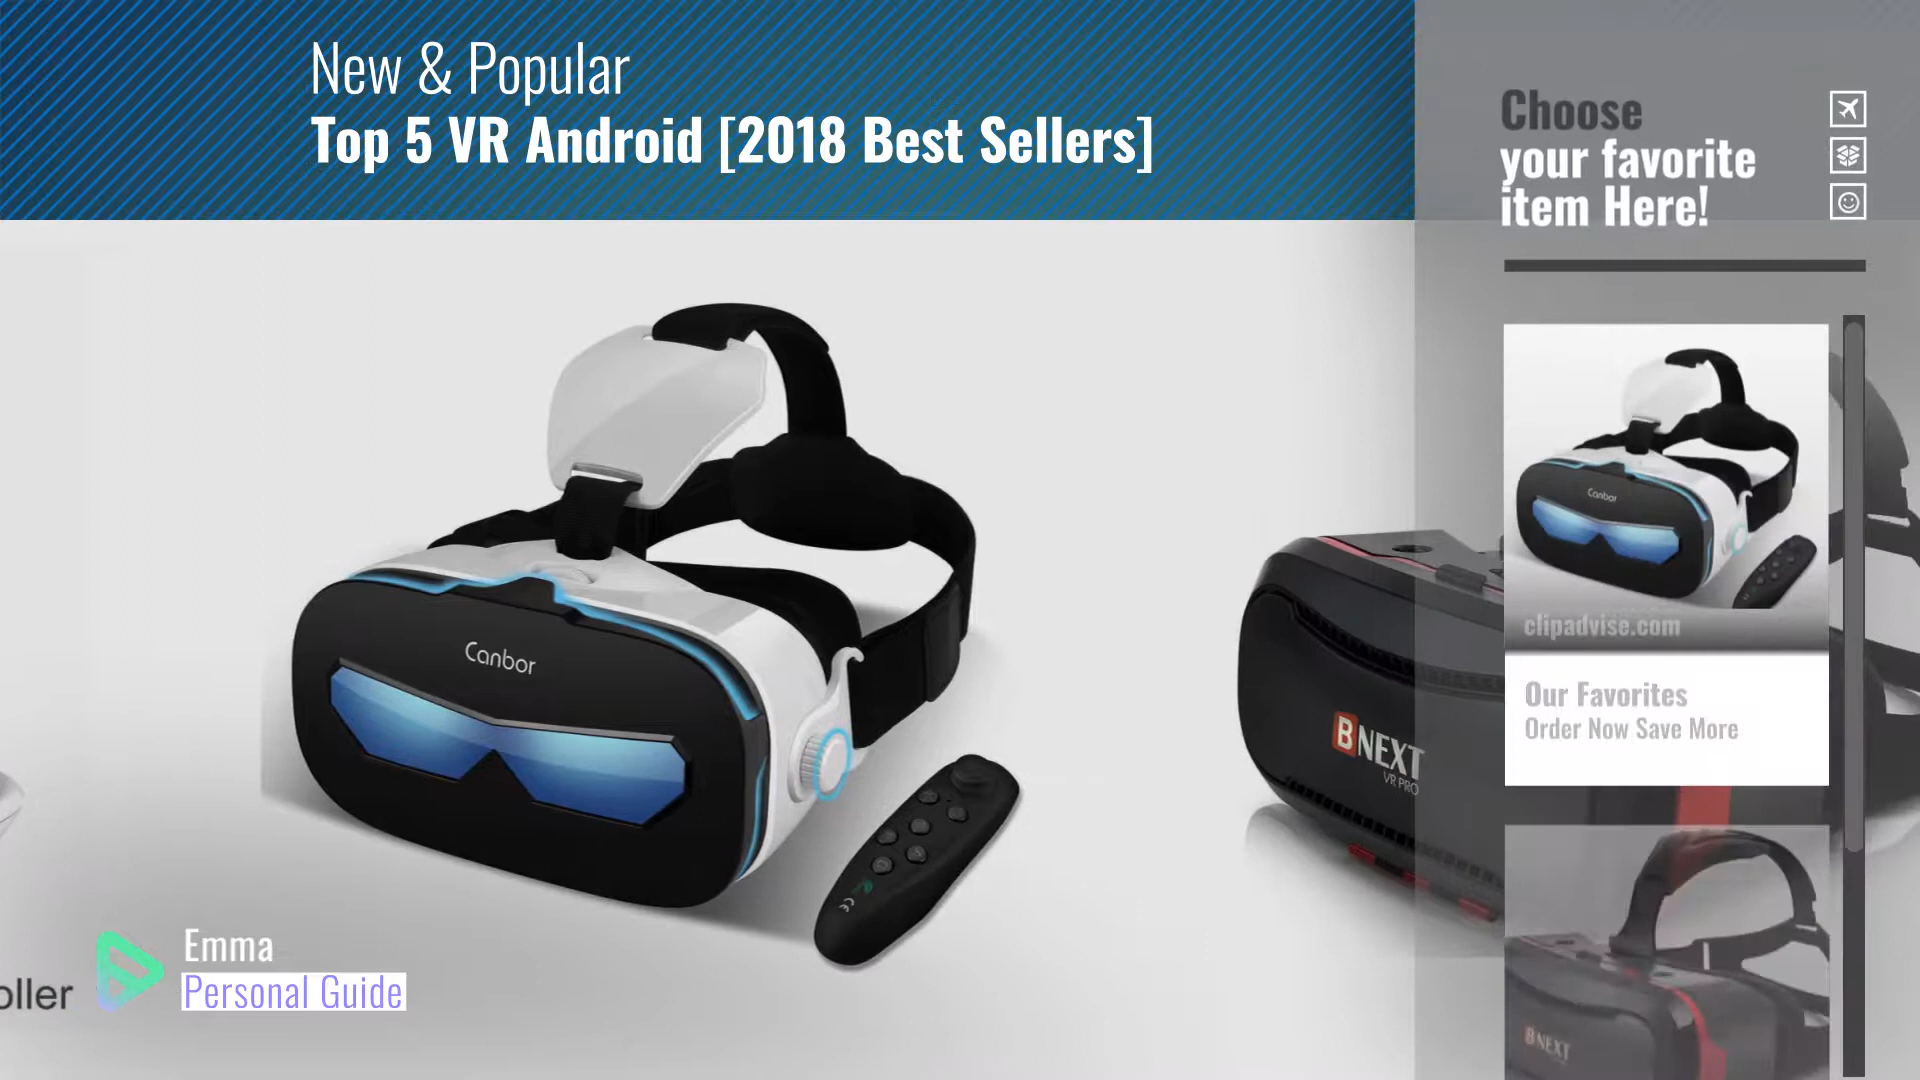 New & Popular
Top 5 VR Android [2018 Best Sellers]
Choose
your favorite
item Here!
Canbor
BNEXT
VR PRO
Canbor
clipadvise.com
Our Favorites
Order Now Save More
Emma
Personal Guide
oller
CE
BNEXT